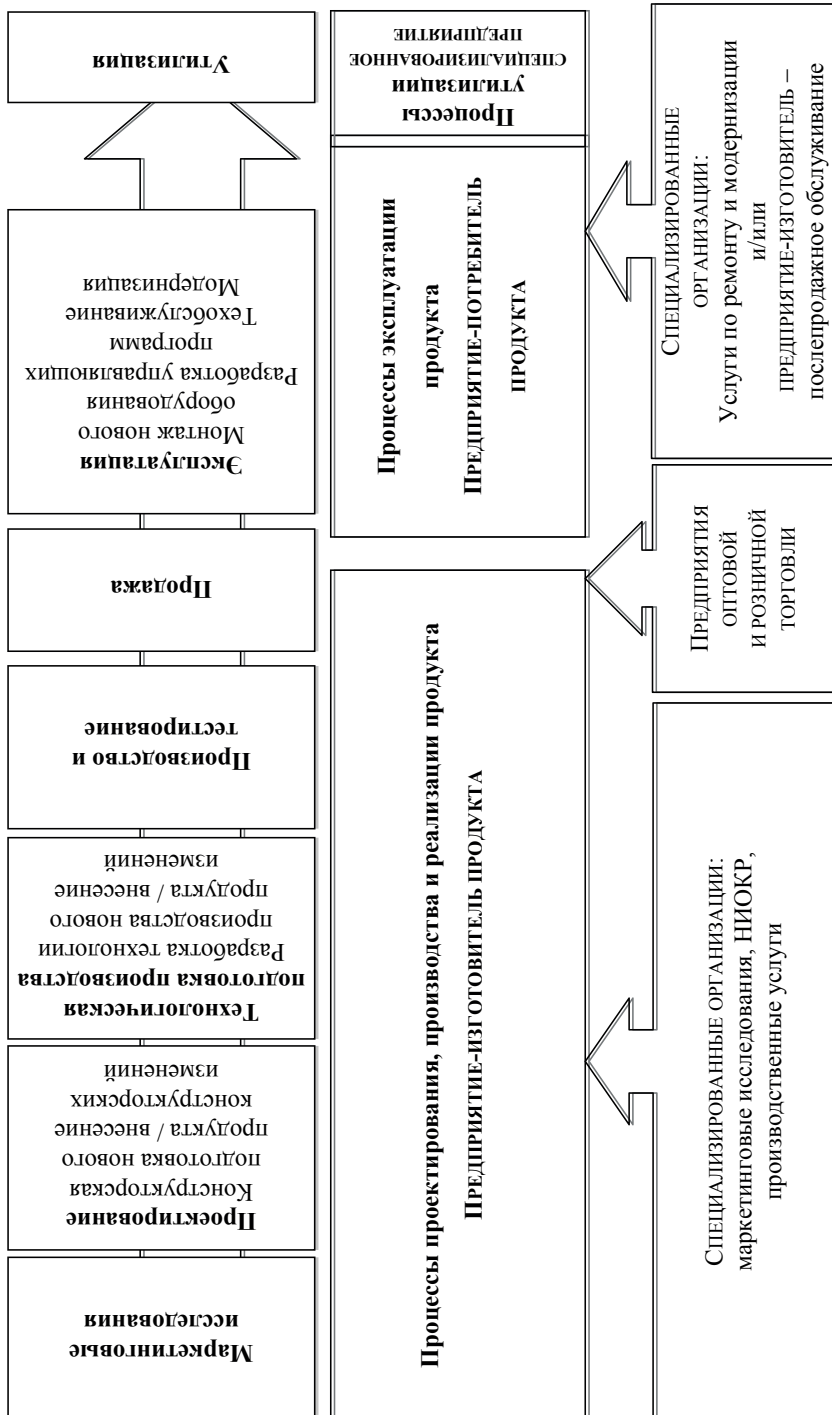 Маркетинговые
исследования
Проектирование
Конструкторская
подготовка нового
продукта / внесение
конструкторских
изменений
Технологическая
подготовка производства
Разработка технологии
производства нового
продукта / внесение
изменений
Производство и
тестирование
Продажа
Эксплуатация
Монтаж нового
оборудования
Разработка управляющих
программ
Техобслуживание
Модернизация
Утилизация
Процессы проектирования, производства и реализации продукта
ПРЕДПРИЯТИЕ-ИЗГОТОВИТЕЛЬ ПРОДУКТА
Процессы эксплуатации
продукта
ПРЕДПРИЯТИЕ-ПОТРЕБИТЕЛЬ
ПРОДУКТА
Процессы
утилизации
СПЕЦИАЛИЗИРОВАННОЕ
ПРЕДПРИЯТИЕ
СПЕЦИАЛИЗИРОВАННЫЕ ОРГАНИЗАЦИИ:
маркетинговые исследования, НИОКР,
производственные услуги
ПРЕДПРИЯТИЯ
ОПТОВОЙ
И РОЗНИЧНОЙ
ТОРГОВЛИ
СПЕЦИАЛИЗИРОВАННЫЕ
ОРГАНИЗАЦИИ:
Услуги по ремонту и модернизации
и/или
ПРЕДПРИЯТИЕ-ИЗГОТОВИТЕЛЬ –
послепродажное обслуживание